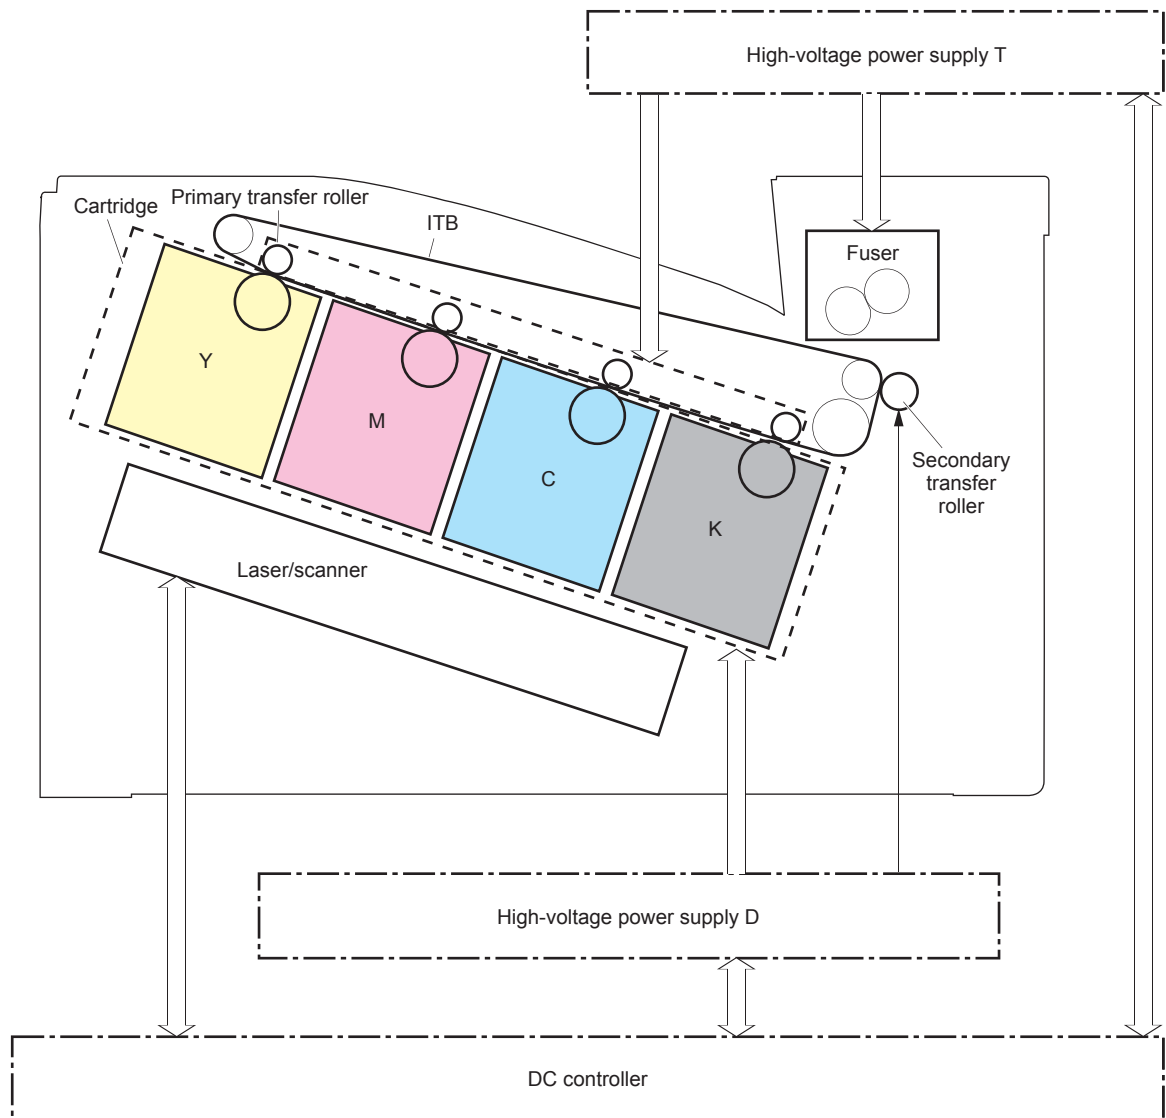 High-voltage power supply T
Primary transfer roller
Cartridge
ITB
Fuser
Y
M
C
K
Secondary
transfer
roller
Laser/scanner
High-voltage power supply D
DC controller